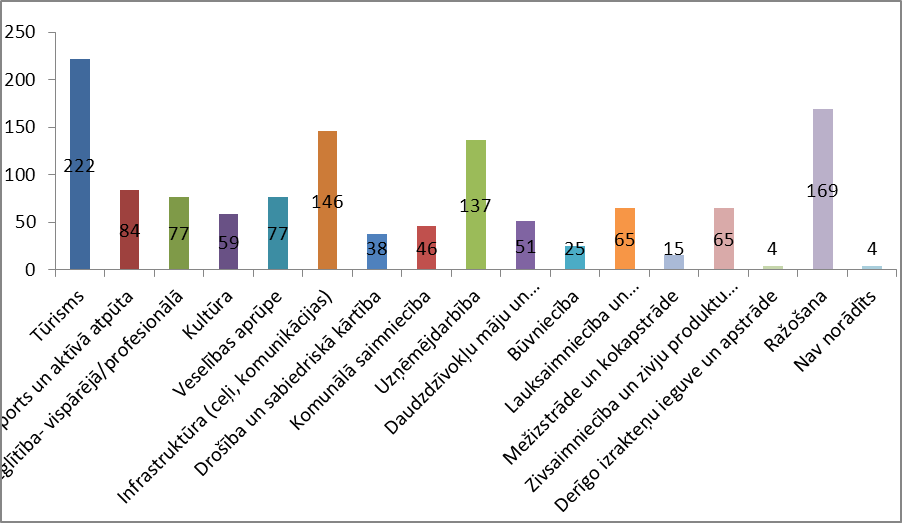 250
200
150
100
50
0
222
84
77
59
77
146
38
46
137
51
25
65
15
65
4
169
4
Tūrisms
ports un aktīvā atpūta
glītība- vispārējā/profesionālā
Kultūra
Veselības aprūpe
Infrastruktūra (ceļi, komunikācijas)
Drošība un sabiedriskā kārtība
Komunālā saimniecība
Uzņēmējdarbība
Daudzdzīvokļu māju un...
Būvniecība
Lauksaimniecība un...
Mežizstrāde un kokapstrāde
Zivsaimniecība un zivju produktu...
Derīgo izrakteņu ieguve un apstrāde
Ražošana
Nav norādīts